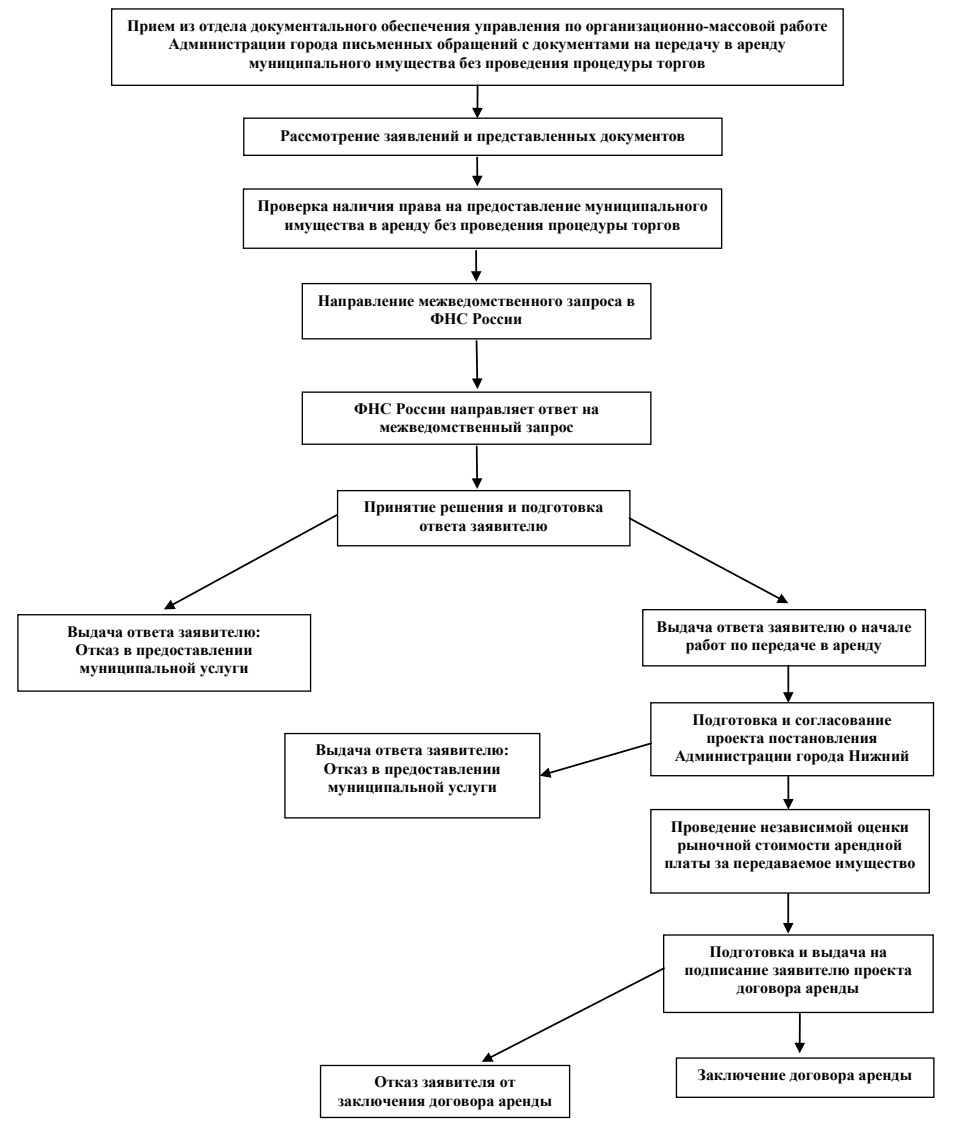 Прием из отдела документального обеспечения управления по организационно-массовой работе
Администрации города письменных обращений с документами на передачу в аренду
муниципального имущества без проведения процедуры торгов
Рассмотрение заявлений и представленных документов
Проверка наличия права на предоставление муниципального
имущества в аренду без проведения процедуры торгов
Направление межведомственного запроса в
ФНС России
ФНС России направляет ответ на
межведомственный запрос
Принятие решения и подготовка
ответа заявителю
Выдача ответа заявителю:
Отказ в предоставлении
муниципальной услуги
Выдача ответа заявителю о начале
работ по передаче в аренду
Подготовка и согласование
проекта постановления
Администрации города Нижний
Выдача ответа заявителю:
Отказ в предоставлении
муниципальной услуги
Проведение независимой оценки
рыночной стоимости арендной
платы за передаваемое имущество
Подготовка и выдача на
подписание заявителю проекта
договора аренды
Отказ заявителя от
заключения договора аренды
Заключение договора аренды